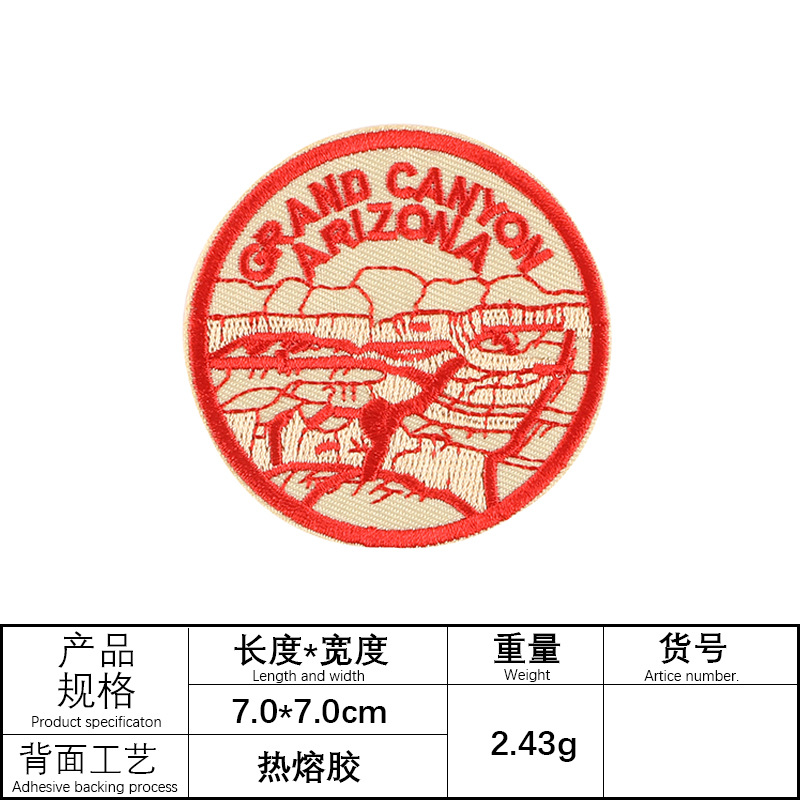 GRAND CANYON
ARIZONA
产品
规格
Product specificaton
长度*宽度
Length and width
重量
Weight
货号
Artice number.
7.0*7.0cm
2.43g
背面工艺
Adhesive backing process
热熔胶